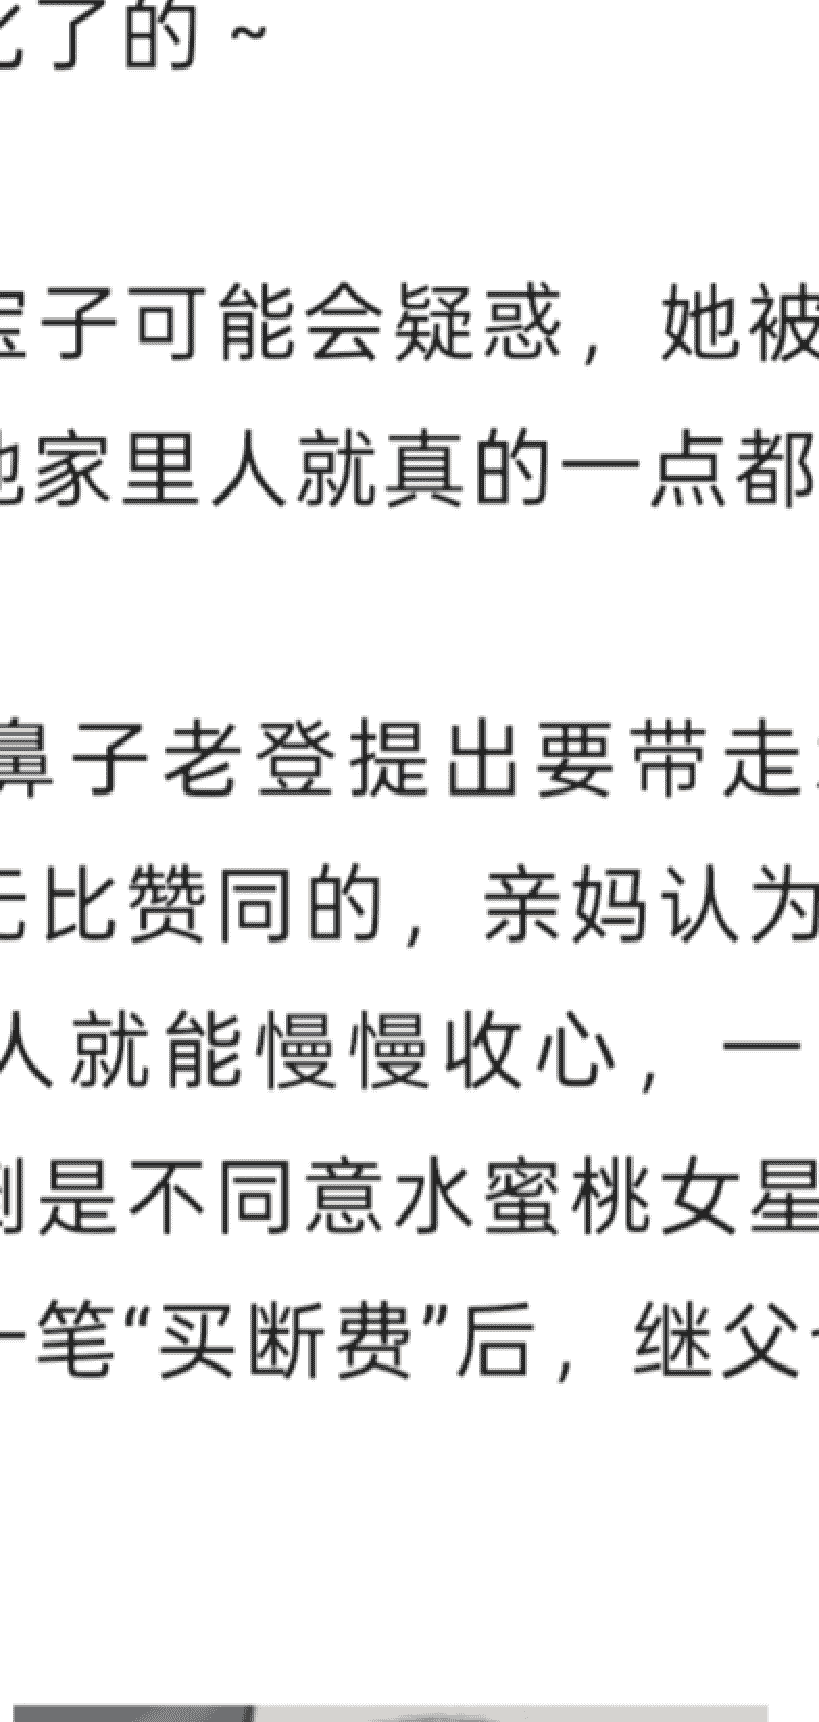 了的~
子可能会疑惑，她被
家里人就真的一点都
鼻子老登提出要带走
比赞同的，亲妈认为
人就能慢慢收心，一
是不同意水蜜桃女星
一笔“买断费”后，继父